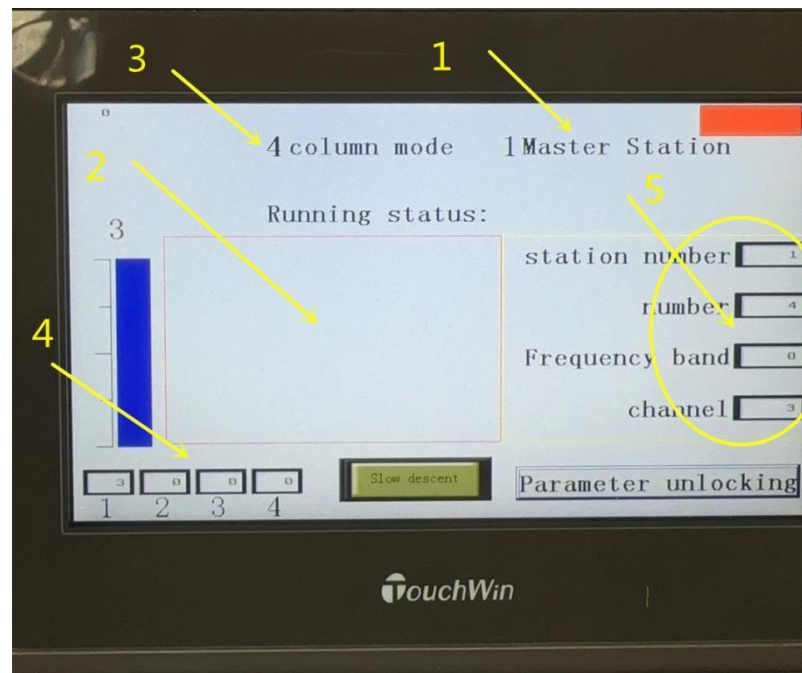 3
1
0
4 column mode
1 Master Station
2
5
Running status:
3
station number 1
number 4
4
Frequency band 0
channel 3
3 0 0 0
1 2 3 4
Slow descent
Parameter unlocking
TouchWin